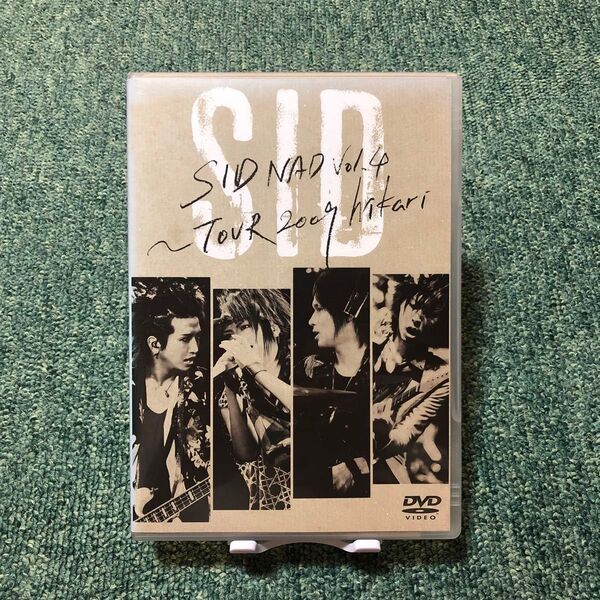 SID
SID NAD Vol.4
~TOUR 2009 hikari
DVD
VIDEO